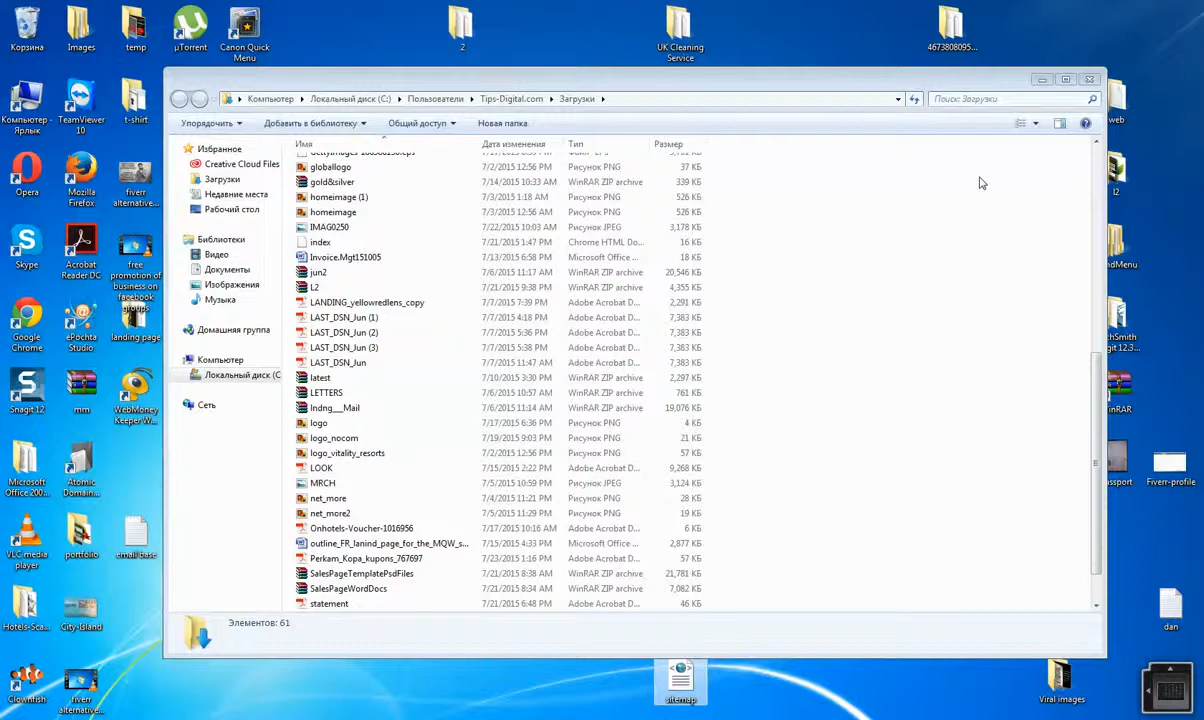 Корзина
Images
temp
µTorrent
Canon Quick
Menu
2
UK Cleaning
Service
4673808095...
Компьютер
Локальный диск (C:)
Пользователи
Tips-Digital.com
Загрузки
Поиск: Загрузки
Упорядочить
Добавить в библиотеку
Общий доступ
Новая папка
Имя
Дата изменения
Тип
Размер
globallogo 7/2/2015 12:56 PM Рисунок PNG 37 КБ
gold&silver 7/14/2015 10:33 AM WinRAR ZIP archive 339 КБ
homeimage (1) 7/3/2015 1:18 AM Рисунок PNG 526 КБ
homeimage 7/3/2015 12:56 AM Рисунок PNG 526 КБ
IMAG0250 7/22/2015 10:03 AM Рисунок JPEG 3,178 КБ
index 7/21/2015 1:47 PM Chrome HTML Do... 16 КБ
Invoice.Mgt151005 7/13/2015 6:58 PM Microsoft Office ... 18 КБ
jun2 7/6/2015 11:17 AM WinRAR ZIP archive 20,546 КБ
L2 7/21/2015 9:38 PM WinRAR ZIP archive 4,355 КБ
LANDING_yellowredlens_copy 7/7/2015 7:39 PM Adobe Acrobat D... 2,291 КБ
LAST_DSN_Jun (1) 7/7/2015 4:18 PM Adobe Acrobat D... 7,383 КБ
LAST_DSN_Jun (2) 7/7/2015 5:36 PM Adobe Acrobat D... 7,383 КБ
LAST_DSN_Jun (3) 7/7/2015 5:38 PM Adobe Acrobat D... 7,383 КБ
LAST_DSN_Jun 7/7/2015 11:47 AM Adobe Acrobat D... 7,383 КБ
latest 7/10/2015 3:30 PM WinRAR ZIP archive 2,297 КБ
LETTERS 7/6/2015 10:57 AM WinRAR ZIP archive 761 КБ
lndng__Mail 7/6/2015 11:14 AM WinRAR ZIP archive 19,076 КБ
logo 7/17/2015 6:36 PM Рисунок PNG 4 КБ
logo_nocom 7/19/2015 9:03 PM Рисунок PNG 21 КБ
logo_vitality_resorts 7/2/2015 12:56 PM Рисунок PNG 57 КБ
LOOK 7/15/2015 2:22 PM Adobe Acrobat D... 9,268 КБ
MRCH 7/5/2015 10:59 PM Рисунок JPEG 3,124 КБ
net_more 7/4/2015 11:21 PM Рисунок PNG 28 КБ
net_more2 7/5/2015 11:29 PM Рисунок PNG 19 КБ
Onhotels-Voucher-1016956 7/17/2015 10:16 AM Adobe Acrobat D... 6 КБ
outline_FR_lanind_page_for_the_MQW_s... 7/15/2015 4:33 PM Microsoft Office ... 2,877 КБ
Perkam_Kopa_kupons_767697 7/23/2015 1:16 PM Adobe Acrobat D... 57 КБ
SalesPageTemplatePsdFiles 7/21/2015 8:38 AM WinRAR ZIP archive 21,781 КБ
SalesPageWordDocs 7/21/2015 8:34 AM WinRAR ZIP archive 7,082 КБ
statement 7/21/2015 6:48 PM Adobe Acrobat D... 46 КБ
Избранное
Creative Cloud Files
Загрузки
Недавние места
Рабочий стол
Библиотеки
Видео
Документы
Изображения
Музыка
Домашняя группа
Компьютер
Локальный диск (C
Сеть
Элементов: 61
Компьютер -
Ярлык
TeamViewer
10
t-shirt
Opera
Mozilla
Firefox
fiverr
alternative...
Skype
Acrobat
Reader DC
free
promotion of
business on
facebook
groups
Google
Chrome
ePochta
Studio
landing page
Snagit 12
mm
WebMoney
Keeper W...
Microsoft
Office 200...
Atomic
Domain...
VLC media
player
portfolio
email base
Hotels-Sca...
City-Island
Clownfish
fiverr
alternative...
web
l2
ndMenu
hSmith
git 12.3...
nRAR
ssport
Fiverr-profile
dan
sitemap
Viral images